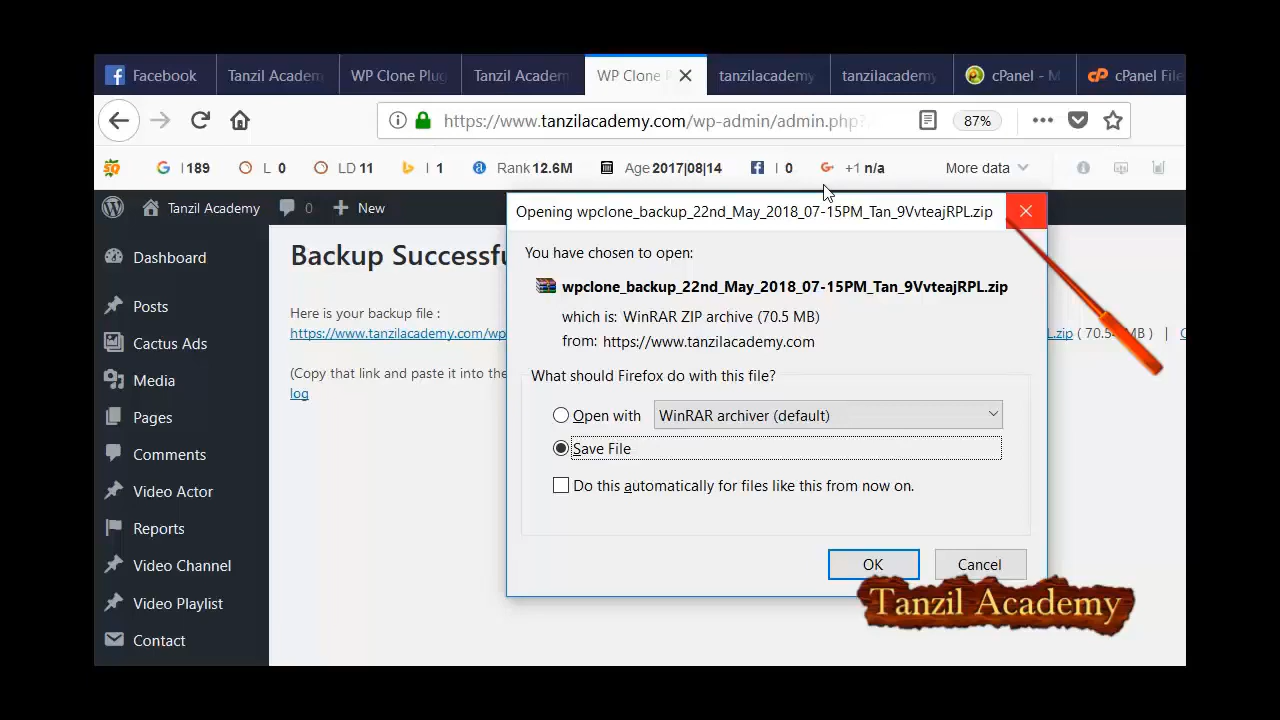 Facebook
Tanzil Academ
WP Clone Plug
Tanzil Academ
WP Clone P
tanzilacademy
tanzilacademy
cPanel - M
cPanel File
https://www.tanzilacademy.com/wp-admin/admin.php?
87%
SQ
I 189
L 0
LD 11
I 1
Rank 12.6M
Age 2017|08|14
I 0
+1 n/a
More data
Tanzil Academy
0
New
Dashboard
Posts
Cactus Ads
Media
Pages
Comments
Video Actor
Reports
Video Channel
Video Playlist
Contact
Backup Successfu
Here is your backup file :
https://www.tanzilacademy.com/wp
L.zip ( 70.5 MB ) |
(Copy that link and paste it into the
log
Opening wpclone_backup_22nd_May_2018_07-15PM_Tan_9VvteajRPL.zip
You have chosen to open:
wpclone_backup_22nd_May_2018_07-15PM_Tan_9VvteajRPL.zip
which is: WinRAR ZIP archive (70.5 MB)
from: https://www.tanzilacademy.com
What should Firefox do with this file?
Open with
WinRAR archiver (default)
Save File
Do this automatically for files like this from now on.
OK
Cancel
Tanzil Academy